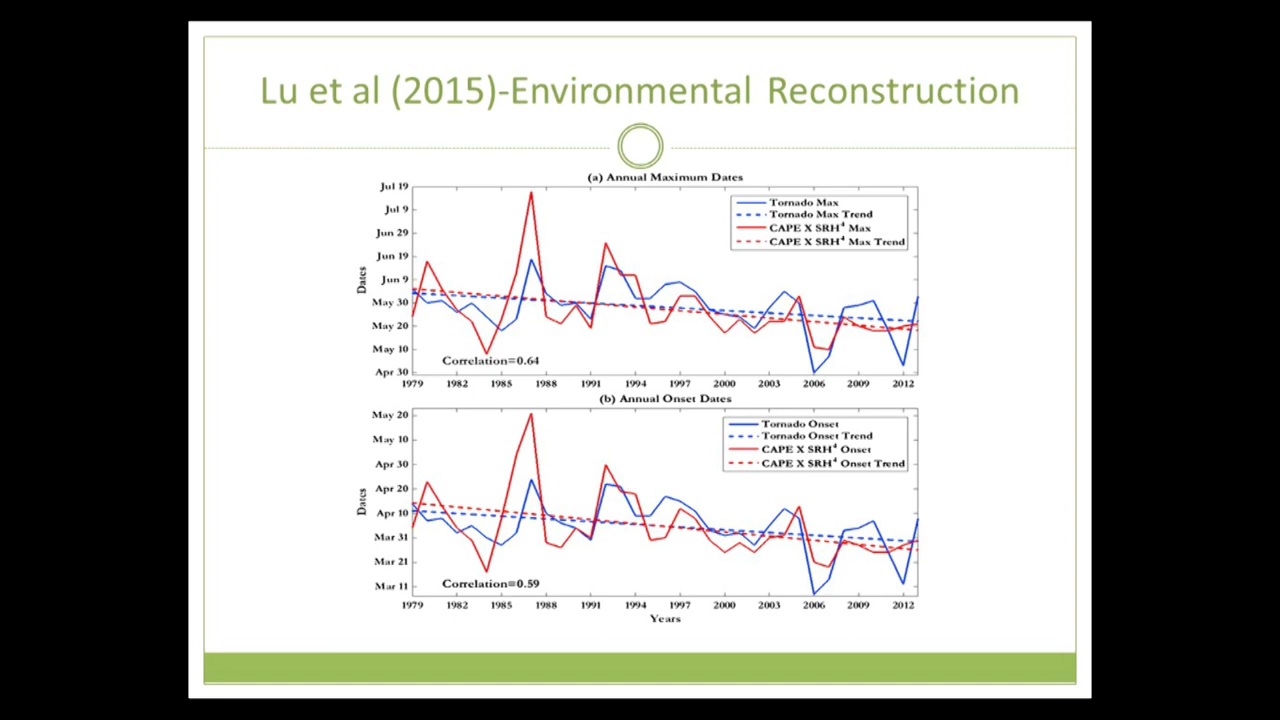 Lu et al (2015)-Environmental Reconstruction
(a) Annual Maximum Dates
Jul 19
Jul 9
Jun 29
Jun 19
Jun 9
May 30
May 20
May 10
Apr 30
Dates
Tornado Max
Tornado Max Trend
CAPE X SRH⁴ Max
CAPE X SRH⁴ Max Trend
Correlation=0.64
1979 1982 1985 1988 1991 1994 1997 2000 2003 2006 2009 2012
(b) Annual Onset Dates
May 20
May 10
Apr 30
Apr 20
Apr 10
Mar 31
Mar 21
Mar 11
Dates
Tornado Onset
Tornado Onset Trend
CAPE X SRH⁴ Onset
CAPE X SRH⁴ Onset Trend
Correlation=0.59
1979 1982 1985 1988 1991 1994 1997 2000 2003 2006 2009 2012
Years